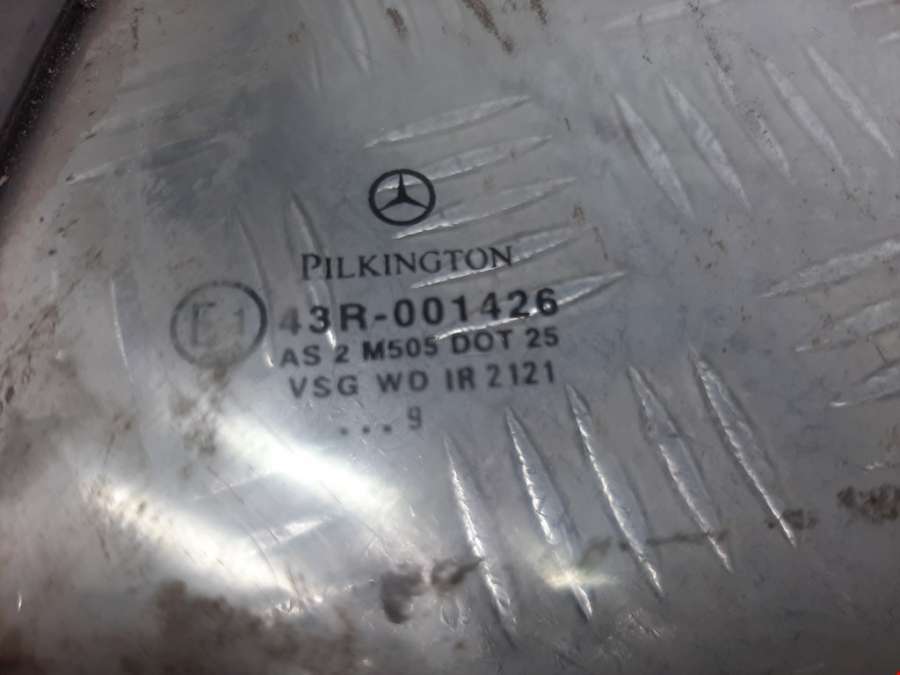 PILKINGTON
E1 43R-001426
AS 2 M505 DOT 25
VSG WD IR 2121
...9